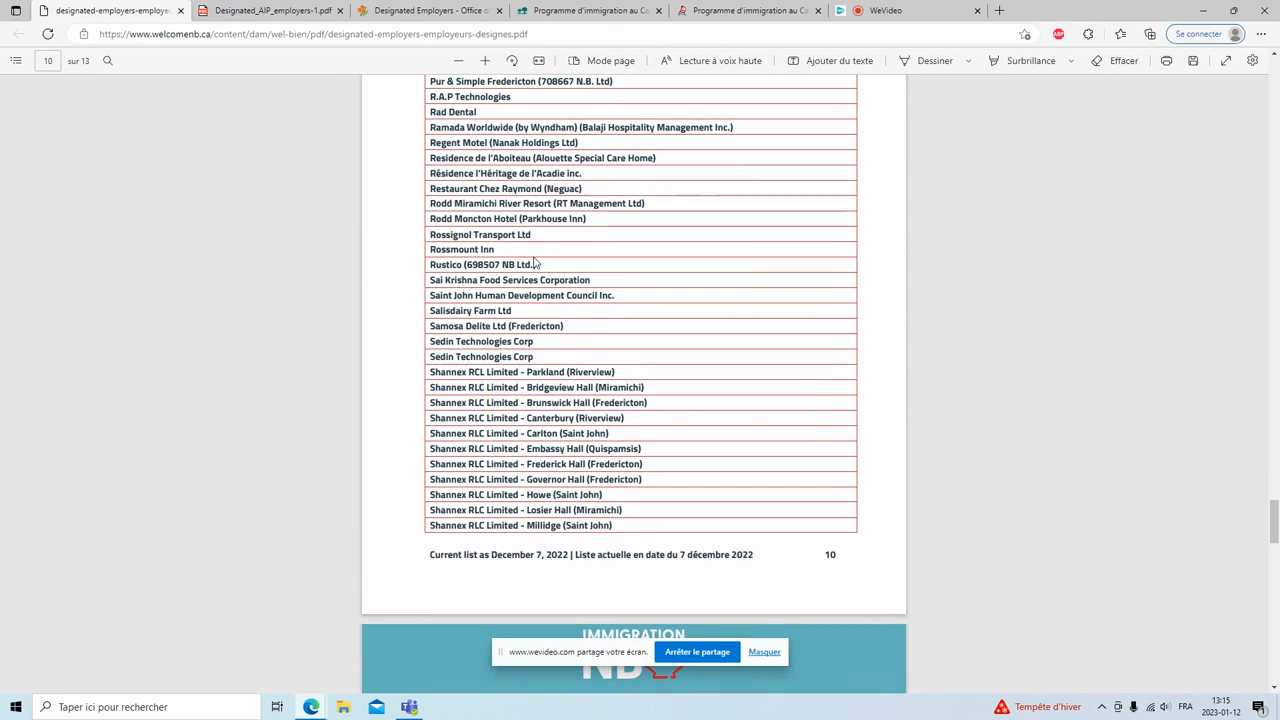 designated-employers-employeurs
Designated_AIP_employers-1.pdf
Designated Employers - Office o
Programme d'immigration au Ca
Programme d'immigration au Ca
WeVideo
https://www.welcomenb.ca/content/dam/wel-bien/pdf/designated-employers-employeurs-designes.pdf
ABP
Se connecter
10 sur 13
Mode page
Lecture à voix haute
Ajouter du texte
Dessiner
Surbrillance
Effacer
Pur & Simple Fredericton (708667 N.B. Ltd)
R.A.P Technologies
Rad Dental
Ramada Worldwide (by Wyndham) (Balaji Hospitality Management Inc.)
Regent Motel (Nanak Holdings Ltd)
Residence de l'Aboiteau (Alouette Special Care Home)
Résidence l'Héritage de l'Acadie inc.
Restaurant Chez Raymond (Neguac)
Rodd Miramichi River Resort (RT Management Ltd)
Rodd Moncton Hotel (Parkhouse Inn)
Rossignol Transport Ltd
Rossmount Inn
Rustico (698507 NB Ltd.)
Sai Krishna Food Services Corporation
Saint John Human Development Council Inc.
Salisdairy Farm Ltd
Samosa Delite Ltd (Fredericton)
Sedin Technologies Corp
Sedin Technologies Corp
Shannex RCL Limited - Parkland (Riverview)
Shannex RLC Limited - Bridgeview Hall (Miramichi)
Shannex RLC Limited - Brunswick Hall (Fredericton)
Shannex RLC Limited - Canterbury (Riverview)
Shannex RLC Limited - Carlton (Saint John)
Shannex RLC Limited - Embassy Hall (Quispamsis)
Shannex RLC Limited - Frederick Hall (Fredericton)
Shannex RLC Limited - Governor Hall (Fredericton)
Shannex RLC Limited - Howe (Saint John)
Shannex RLC Limited - Losier Hall (Miramichi)
Shannex RLC Limited - Millidge (Saint John)
Current list as December 7, 2022 | Liste actuelle en date du 7 décembre 2022 10
IMMIGRATION
NB
www.wevideo.com partage votre écran.
Arrêter le partage
Masquer
Taper ici pour rechercher
Tempête d'hiver
FRA
13:15
2023-01-12